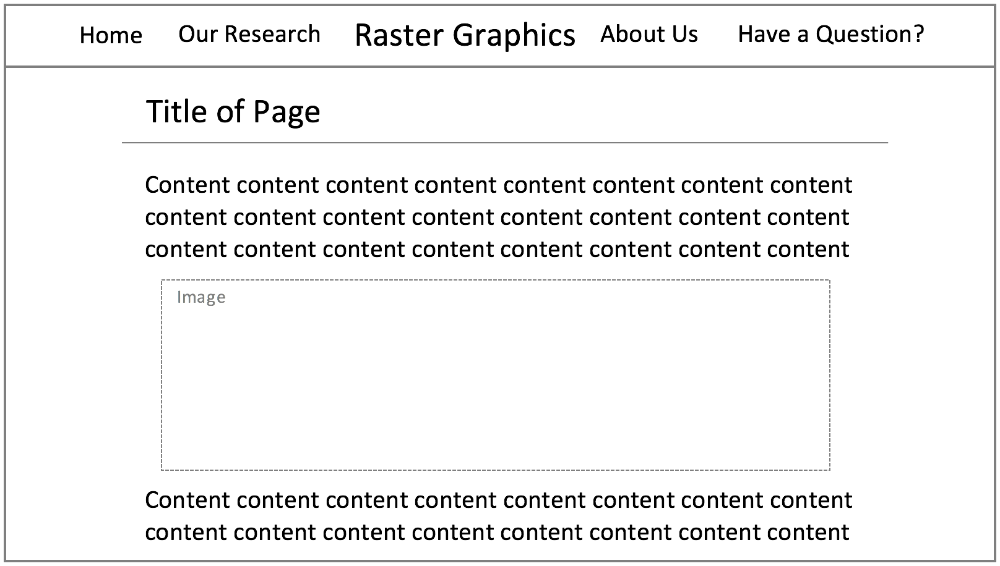 Home Our Research Raster Graphics About Us Have a Question?
Title of Page
Content content content content content content content content
content content content content content content content content
content content content content content content content content
Image
Content content content content content content content content
content content content content content content content content